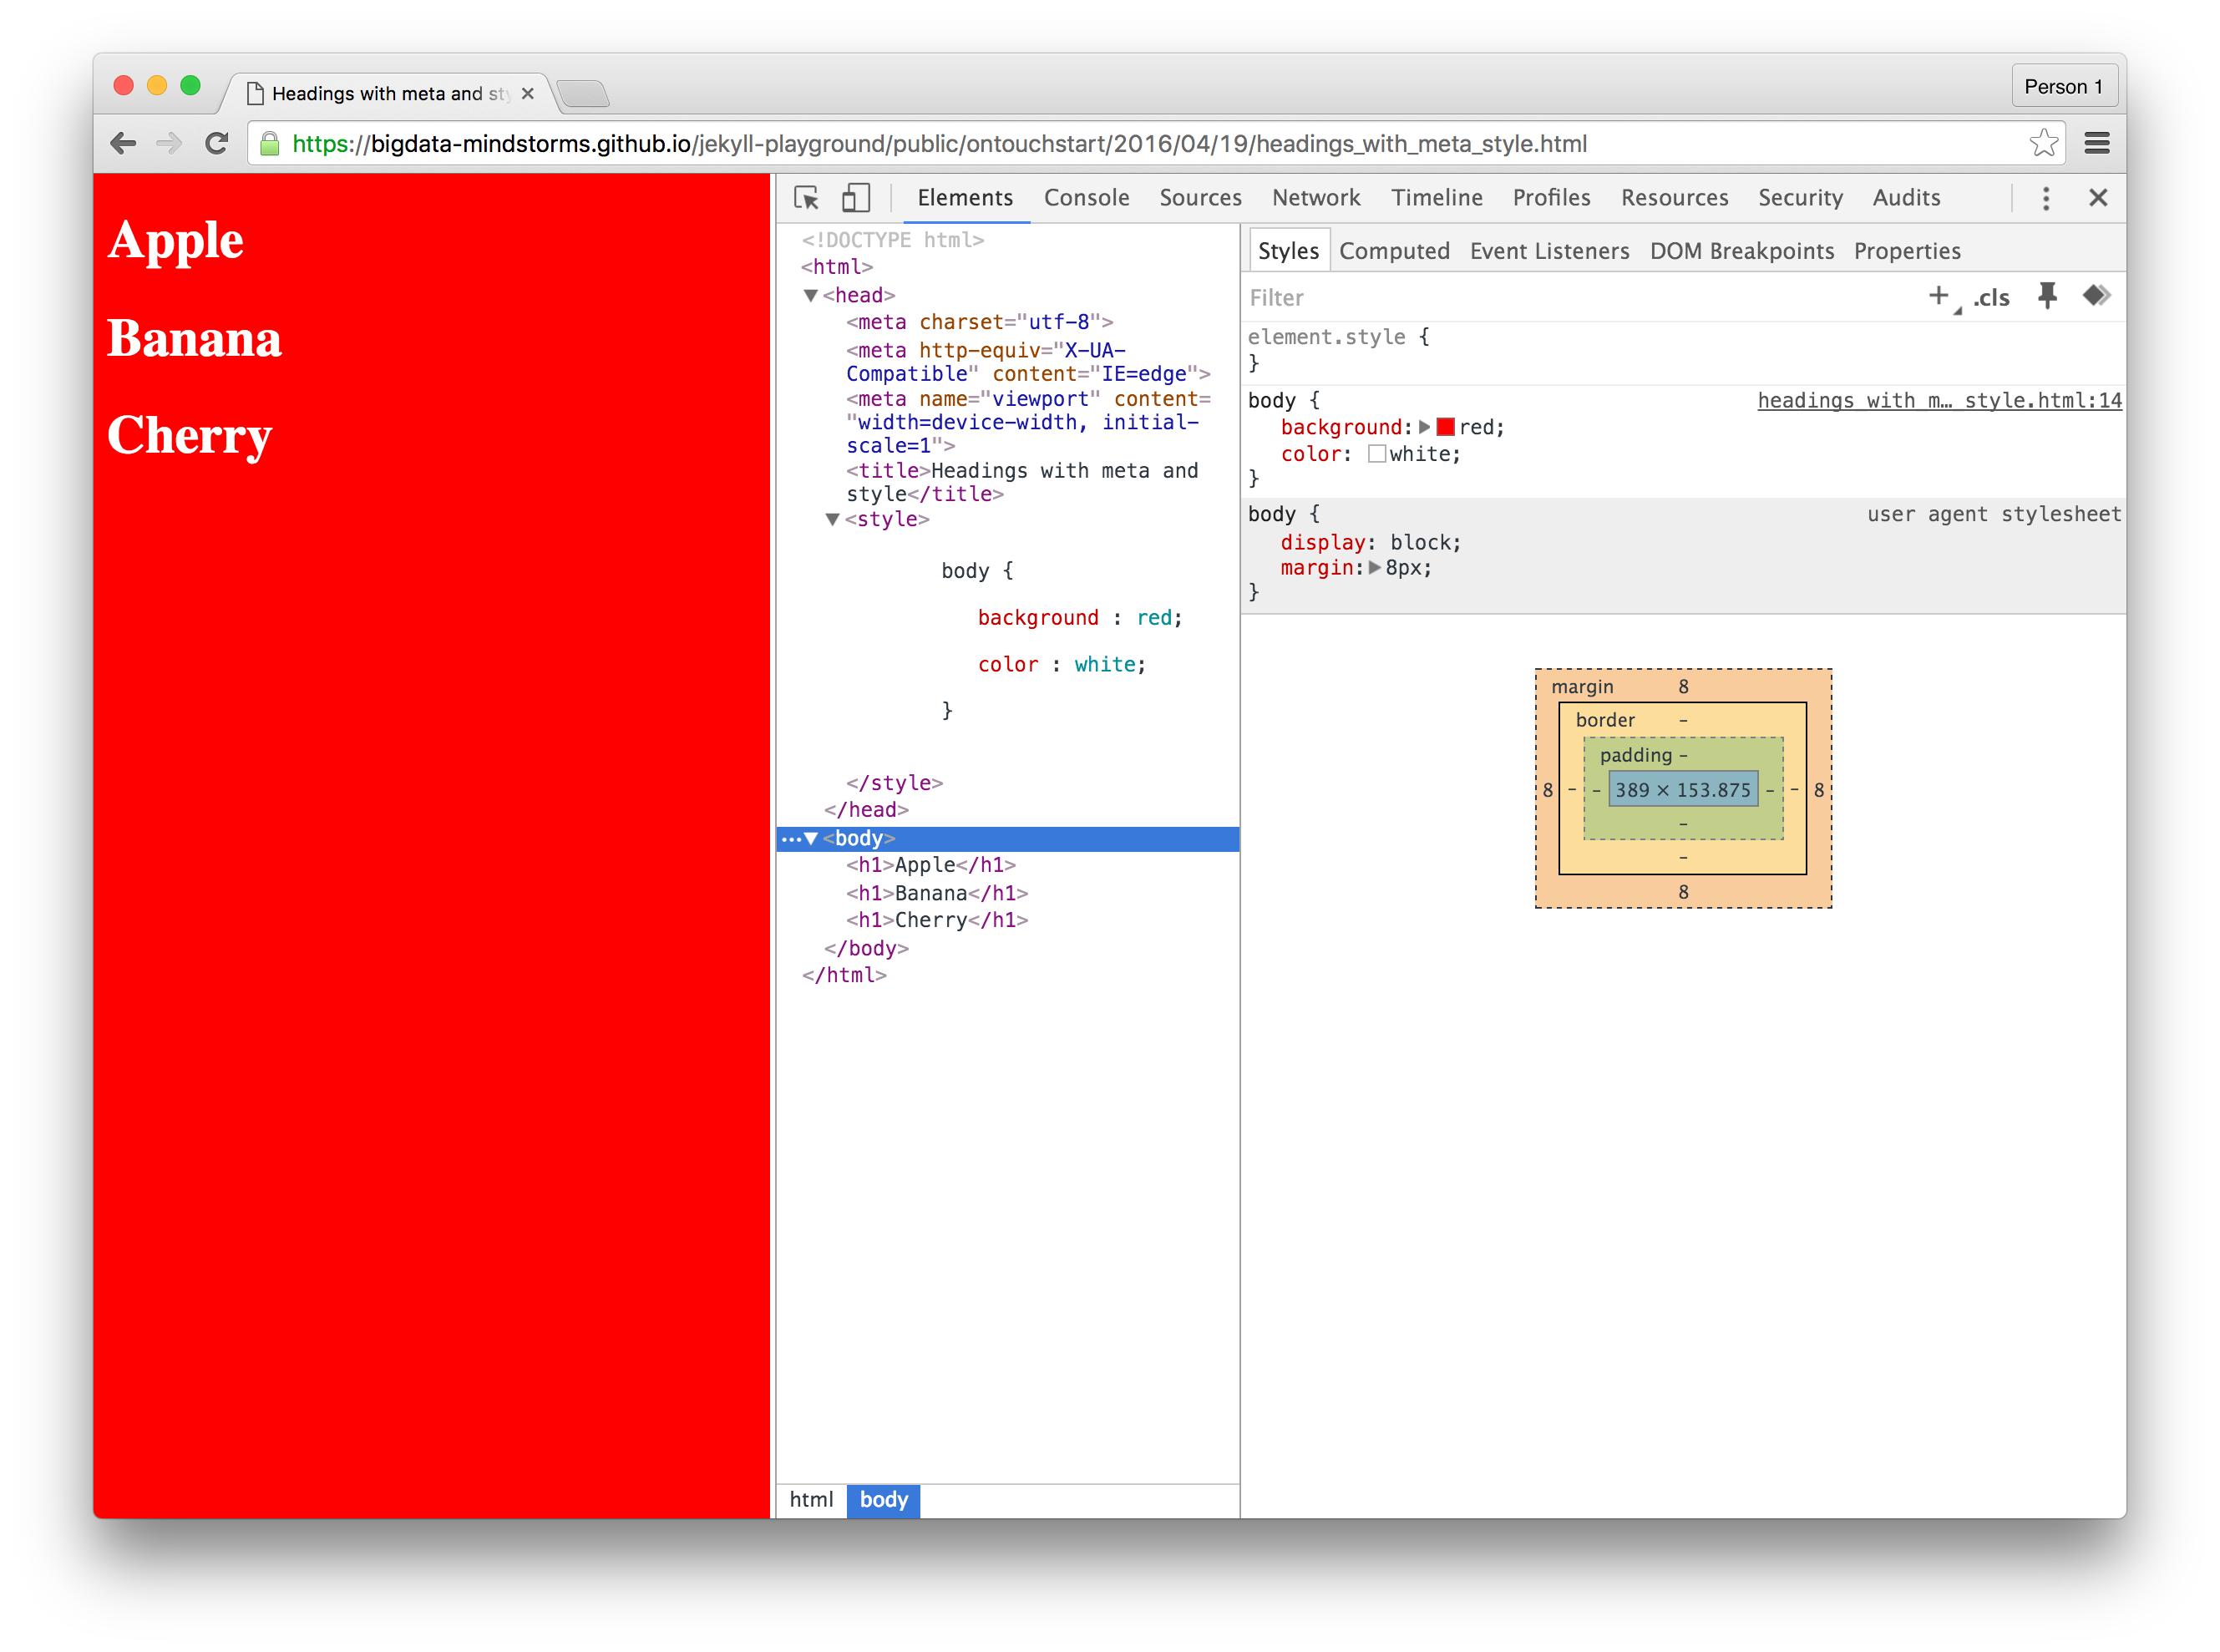 Headings with meta and sty
Person 1
https://bigdata-mindstorms.github.io/jekyll-playground/public/ontouchstart/2016/04/19/headings_with_meta_style.html
Apple
Banana
Cherry
Elements Console Sources Network Timeline Profiles Resources Security Audits
<!DOCTYPE html>
<html>
<head>
<meta charset="utf-8">
<meta http-equiv="X-UA-
Compatible" content="IE=edge">
<meta name="viewport" content=
"width=device-width, initial-
scale=1">
<title>Headings with meta and
style</title>
<style>
body {
background : red;
color : white;
}
</style>
</head>
…<body>
<h1>Apple</h1>
<h1>Banana</h1>
<h1>Cherry</h1>
</body>
</html>
html body
Styles Computed Event Listeners DOM Breakpoints Properties
Filter + .cls
element.style {
}
body { headings_with_m…_style.html:14
background: red;
color: white;
}
body { user agent stylesheet
display: block;
margin: 8px;
}
margin 8
border -
padding -
8 - - 389 × 153.875 - - 8
-
-
8